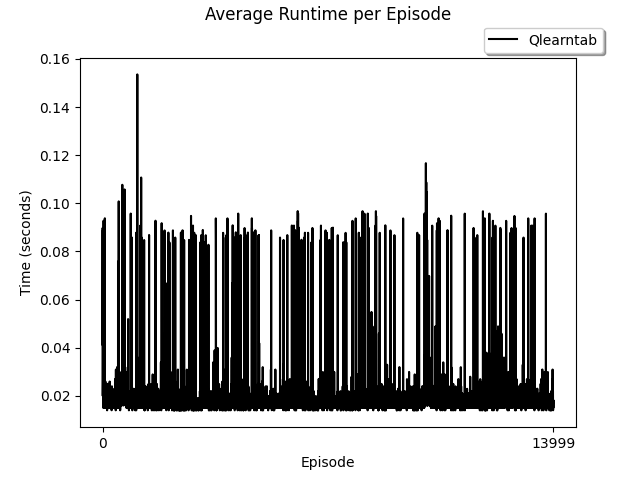 Average Runtime per Episode
Qlearntab
0.16
0.14
0.12
0.10
0.08
0.06
0.04
0.02
Time (seconds)
0
13999
Episode